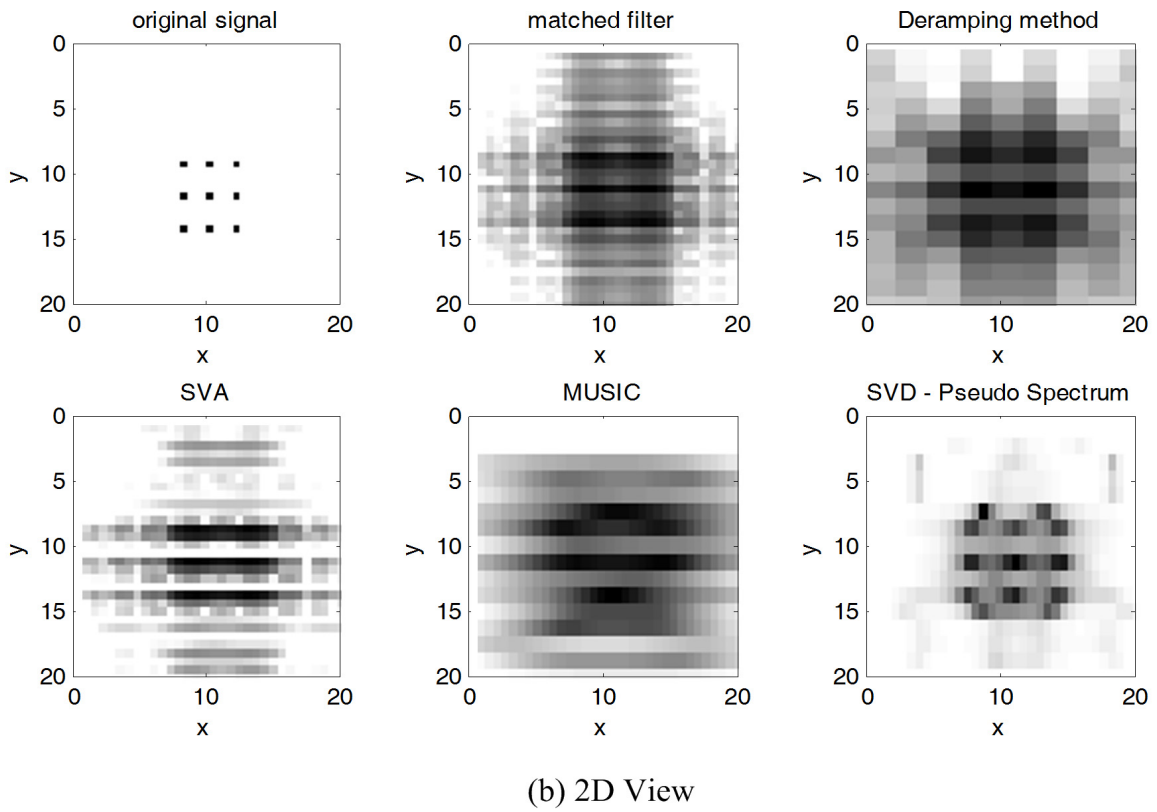 original signal matched filter Deramping method
0 0 0
5 5 5
y 10 y 10 y 10
15 15 15
20 20 20
0 10 20 0 10 20 0 10 20
x x x
SVA MUSIC SVD - Pseudo Spectrum
0 0 0
5 5 5
y 10 y 10 y 10
15 15 15
20 20 20
0 10 20 0 10 20 0 10 20
x x x
(b) 2D View